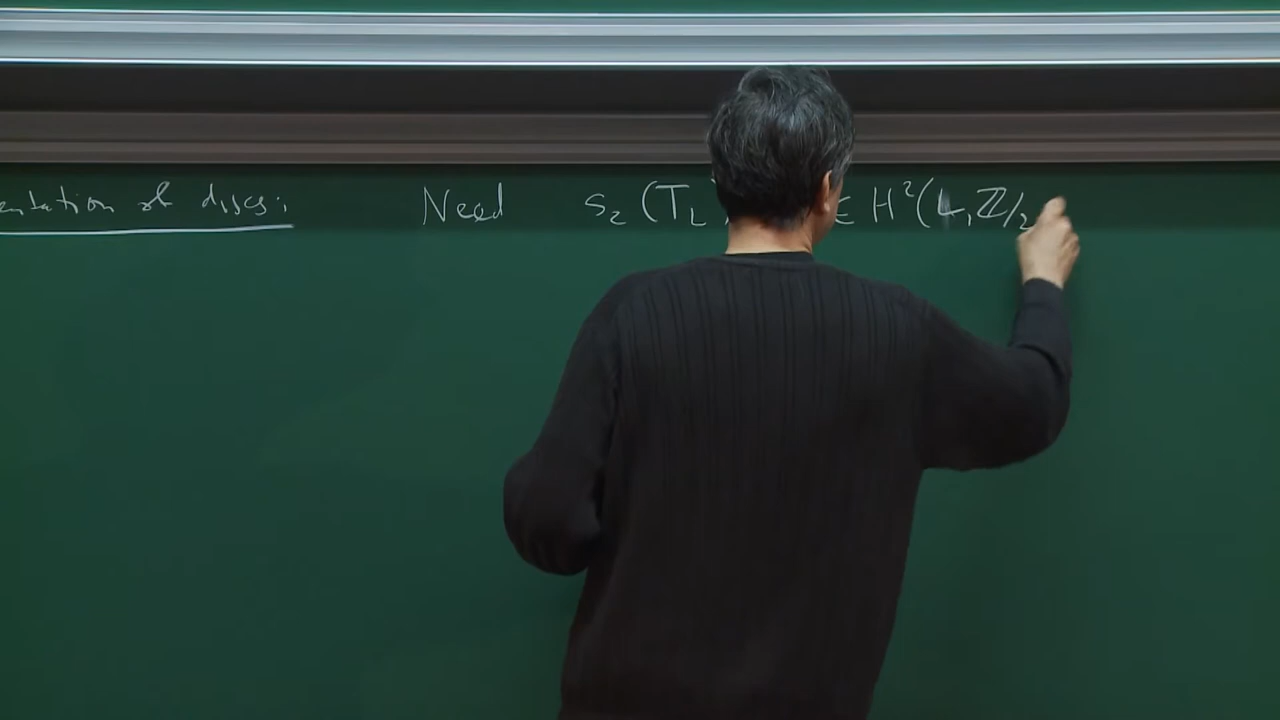 entation of discs: Need s₂(T_L) ∈ H²(L, ℤ/2